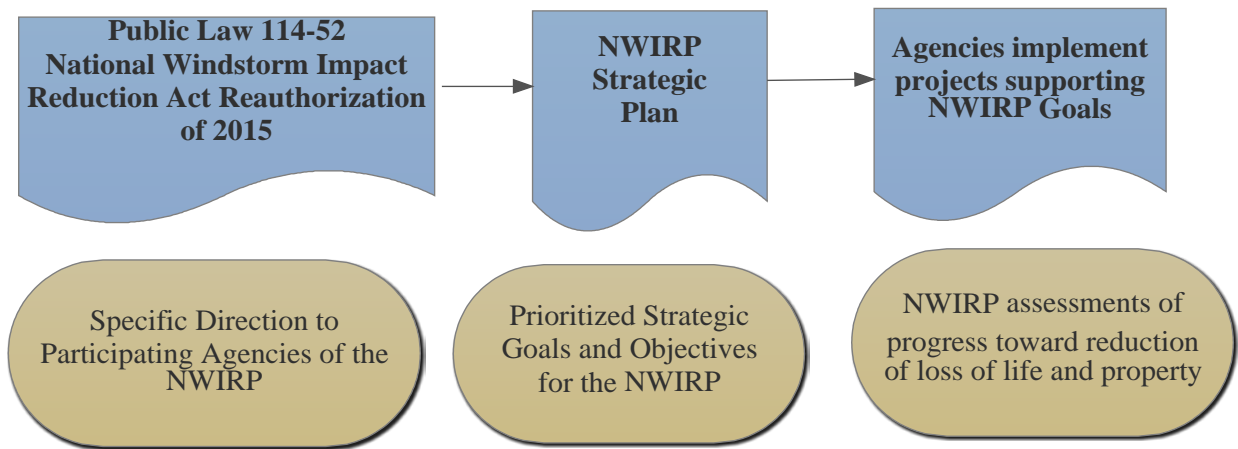 Public Law 114-52
National Windstorm Impact
Reduction Act Reauthorization
of 2015
NWIRP
Strategic
Plan
Agencies implement
projects supporting
NWIRP Goals
Specific Direction to
Participating Agencies of the
NWIRP
Prioritized Strategic
Goals and Objectives
for the NWIRP
NWIRP assessments of
progress toward reduction
of loss of life and property